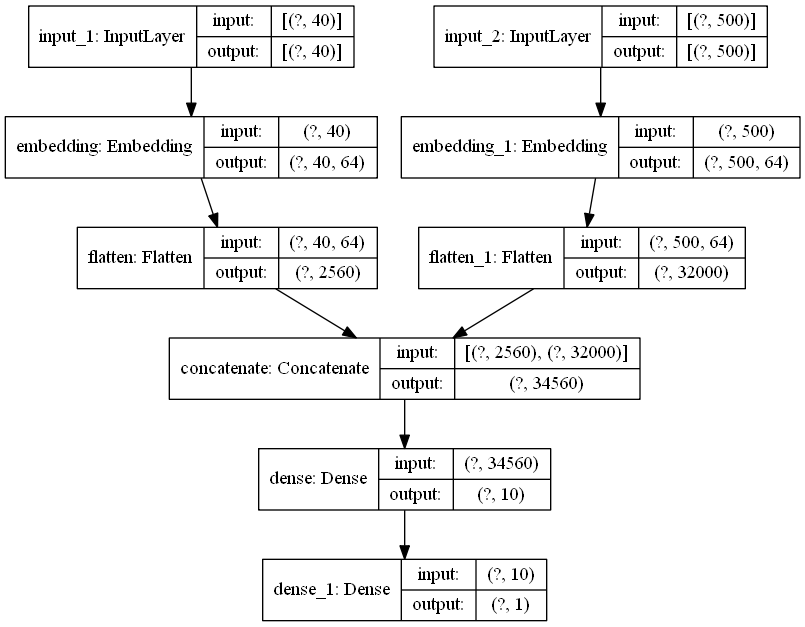 input_1: InputLayer
input: [(?, 40)]
output: [(?, 40)]
input_2: InputLayer
input: [(?, 500)]
output: [(?, 500)]
embedding: Embedding
input: (?, 40)
output: (?, 40, 64)
embedding_1: Embedding
input: (?, 500)
output: (?, 500, 64)
flatten: Flatten
input: (?, 40, 64)
output: (?, 2560)
flatten_1: Flatten
input: (?, 500, 64)
output: (?, 32000)
concatenate: Concatenate
input: [(?, 2560), (?, 32000)]
output: (?, 34560)
dense: Dense
input: (?, 34560)
output: (?, 10)
dense_1: Dense
input: (?, 10)
output: (?, 1)